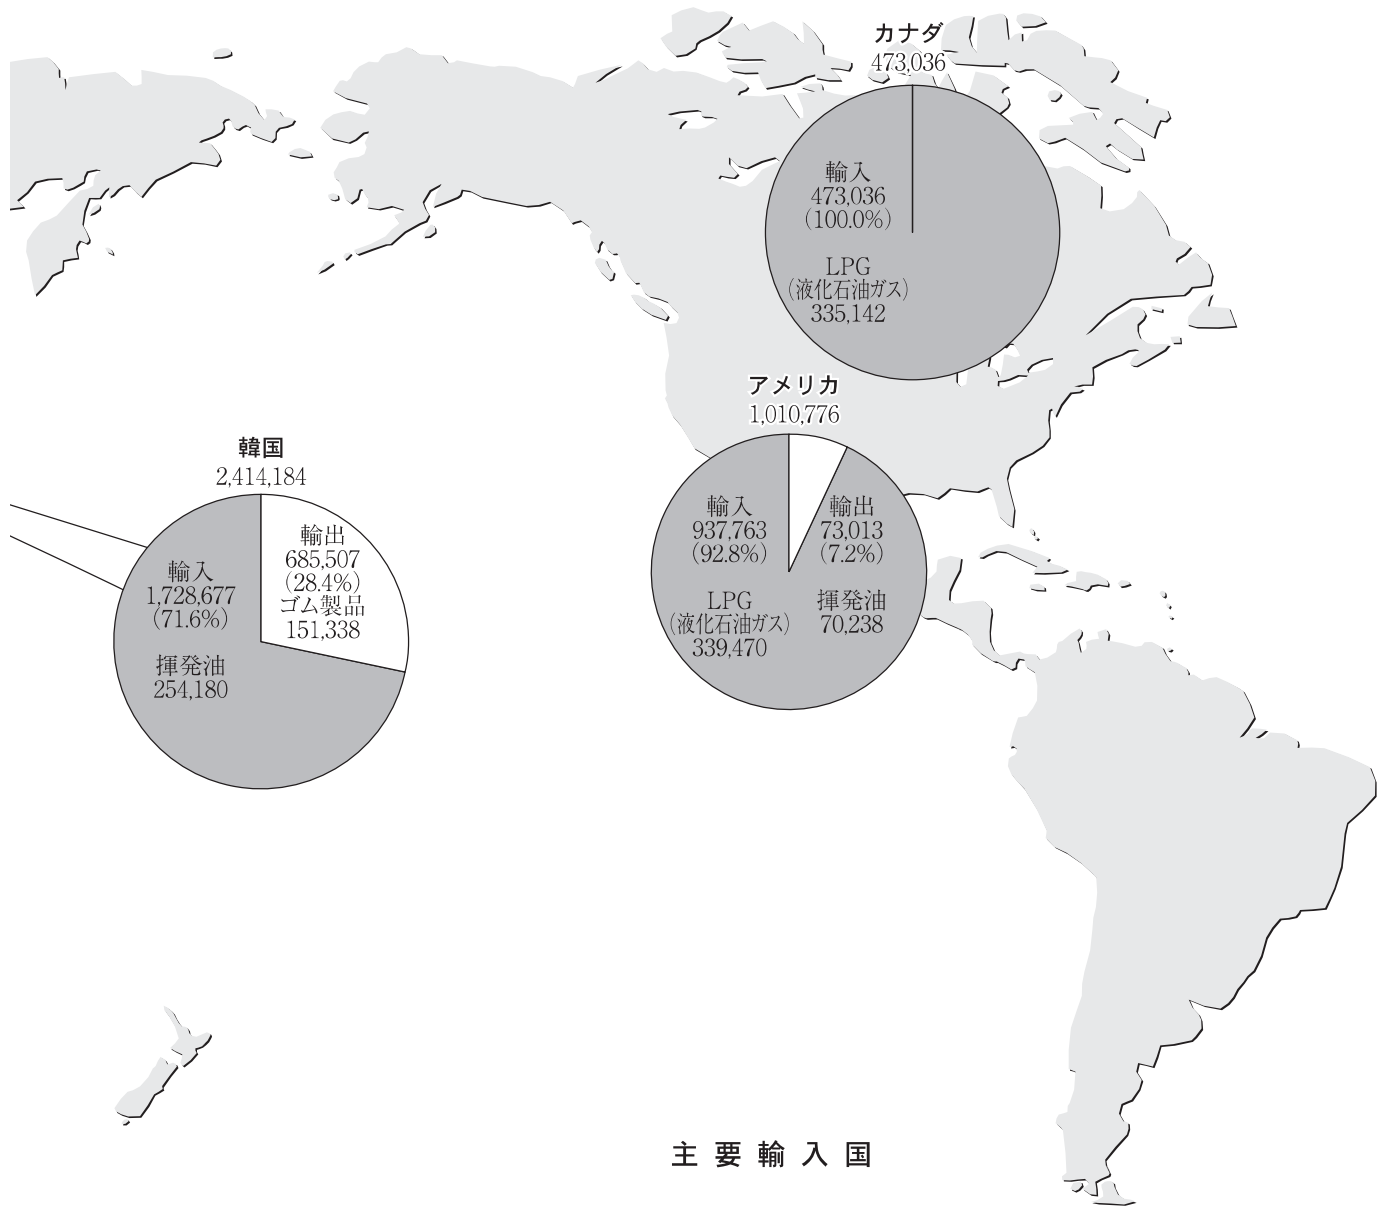 カナダ
473,036
輸入
473,036
(100.0%)
LPG
(液化石油ガス)
335,142
アメリカ
1,010,776
輸入
937,763
(92.8%)
LPG
(液化石油ガス)
339,470
輸出
73,013
(7.2%)
揮発油
70,238
韓国
2,414,184
輸入
1,728,677
(71.6%)
揮発油
254,180
輸出
685,507
(28.4%)
ゴム製品
151,338
主要輸入国